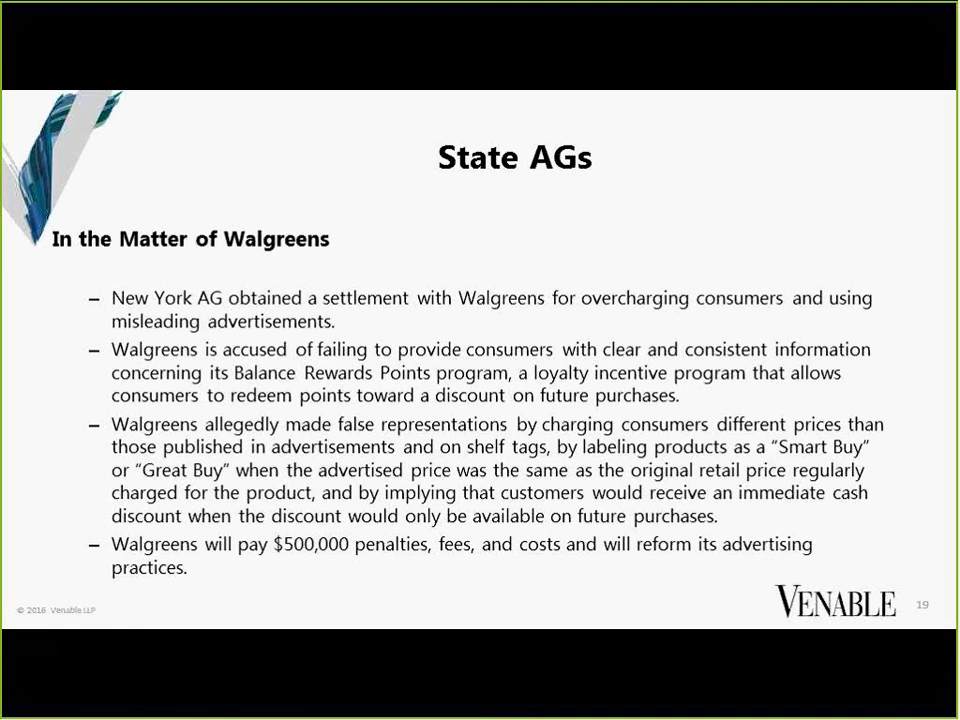 State AGs
In the Matter of Walgreens
– New York AG obtained a settlement with Walgreens for overcharging consumers and using
misleading advertisements.
– Walgreens is accused of failing to provide consumers with clear and consistent information
concerning its Balance Rewards Points program, a loyalty incentive program that allows
consumers to redeem points toward a discount on future purchases.
– Walgreens allegedly made false representations by charging consumers different prices than
those published in advertisements and on shelf tags, by labeling products as a “Smart Buy”
or “Great Buy” when the advertised price was the same as the original retail price regularly
charged for the product, and by implying that customers would receive an immediate cash
discount when the discount would only be available on future purchases.
– Walgreens will pay $500,000 penalties, fees, and costs and will reform its advertising
practices.
© 2016 Venable LLP
VENABLE
19